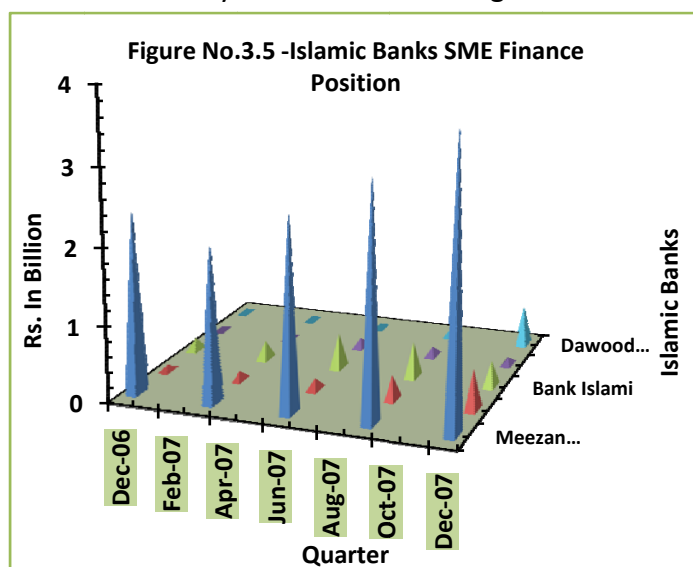 Figure No.3.5 -Islamic Banks SME Finance
Position
4
3
2
1
0
Rs. In Billion
Dec-06
Feb-07
Apr-07
Jun-07
Aug-07
Oct-07
Dec-07
Quarter
Dawood...
Bank Islami
Meezan...
Islamic Banks